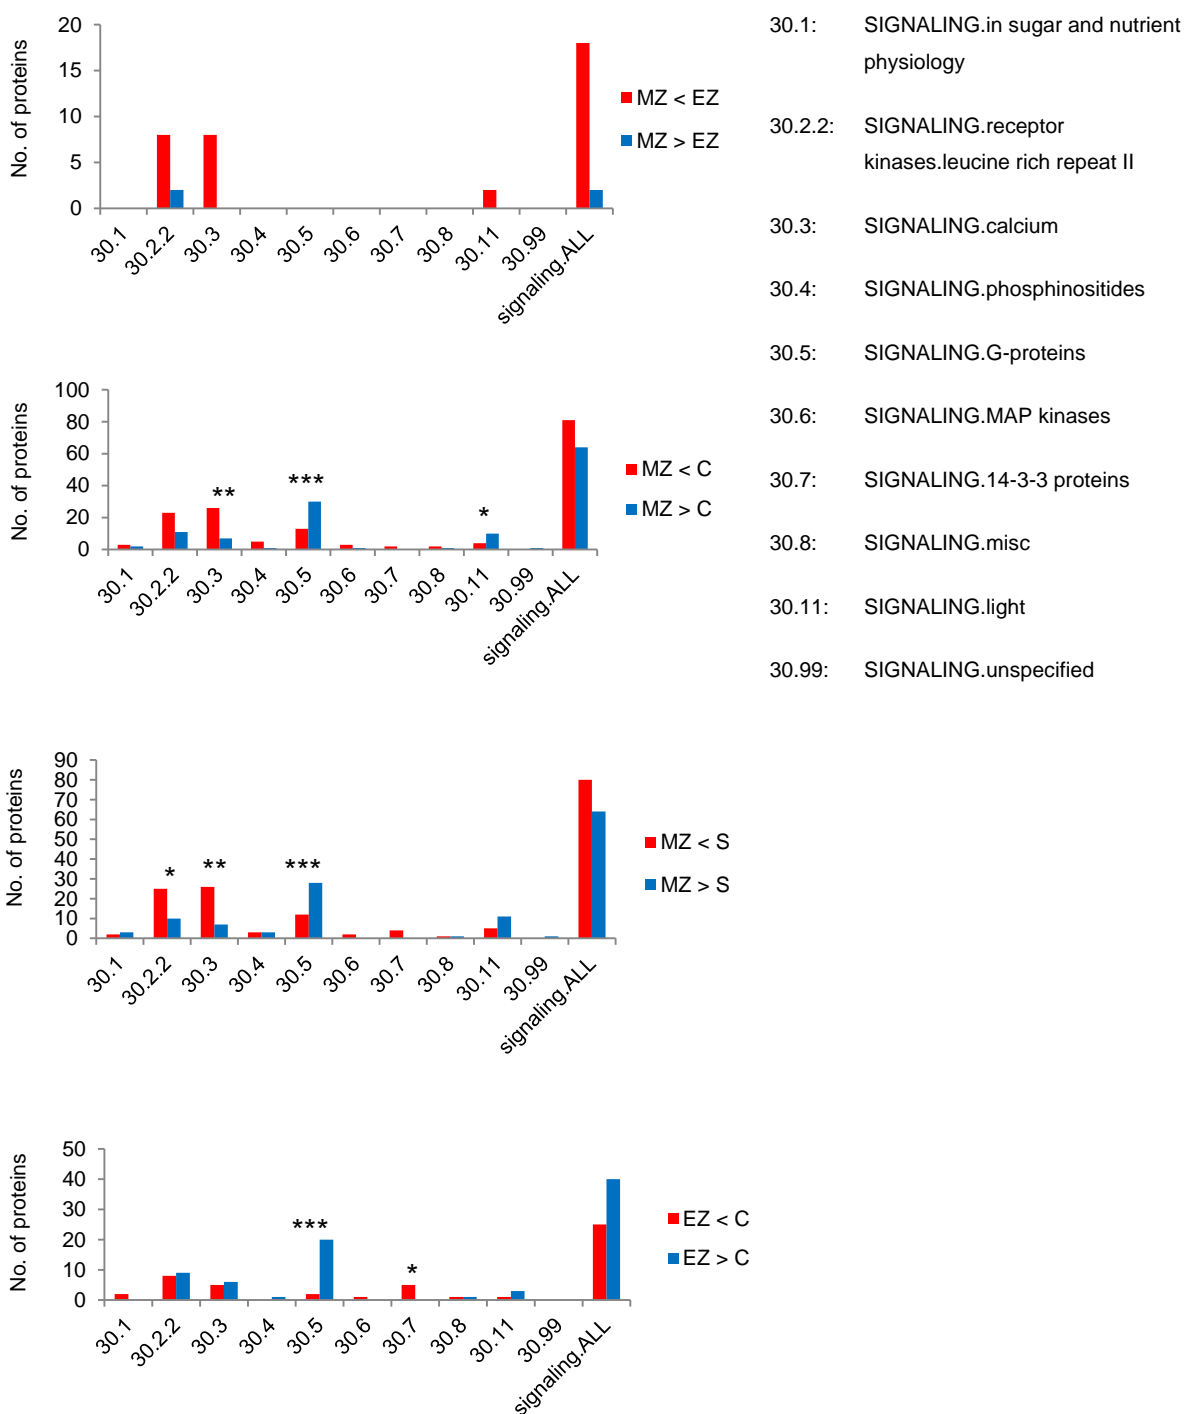 No. of proteins
20
15
10
5
0
30.1
30.2.2
30.3
30.4
30.5
30.6
30.7
30.8
30.11
30.99
signaling.ALL
MZ < EZ
MZ > EZ
30.1: SIGNALING.in sugar and nutrient
physiology
30.2.2: SIGNALING.receptor
kinases.leucine rich repeat II
30.3: SIGNALING.calcium
30.4: SIGNALING.phosphinositides
30.5: SIGNALING.G-proteins
30.6: SIGNALING.MAP kinases
30.7: SIGNALING.14-3-3 proteins
30.8: SIGNALING.misc
30.11: SIGNALING.light
30.99: SIGNALING.unspecified
No. of proteins
100
80
60
40
20
0
**
***
*
30.1
30.2.2
30.3
30.4
30.5
30.6
30.7
30.8
30.11
30.99
signaling.ALL
MZ < C
MZ > C
No. of proteins
90
80
70
60
50
40
30
20
10
0
*
**
***
30.1
30.2.2
30.3
30.4
30.5
30.6
30.7
30.8
30.11
30.99
signaling.ALL
MZ < S
MZ > S
No. of proteins
50
40
30
20
10
0
***
*
30.1
30.2.2
30.3
30.4
30.5
30.6
30.7
30.8
30.11
30.99
signaling.ALL
EZ < C
EZ > C